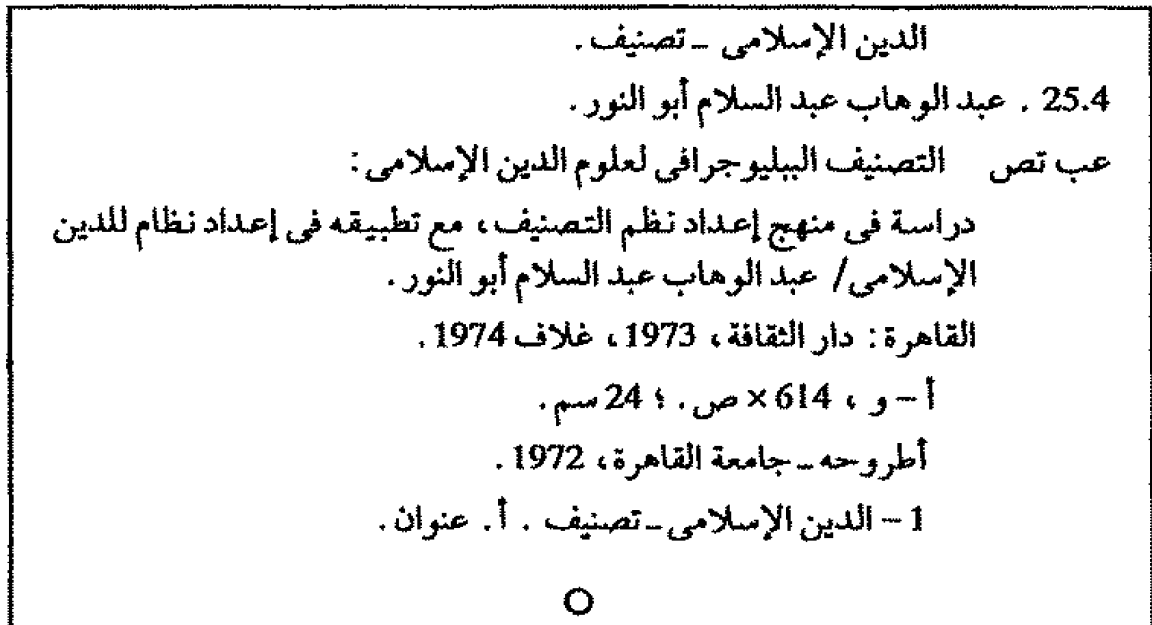 الدين الإسلامى ـ تصنيف .
25.4 . عبد الوهاب عبد السلام أبو النور .
عب تص التصنيف الببليوجرافى لعلوم الدين الإسلامى :
دراسة فى منهج إعداد نظم التصنيف ، مع تطبيقه فى إعداد نظام للدين
الإسلامى / عبد الوهاب عبد السلام أبو النور .
القاهرة : دار الثقافة ، 1973 ، غلاف 1974 .
أ – و ، 614 × ص . ؛ 24 سم .
أطروحه ـ جامعة القاهرة ، 1972 .
1 – الدين الإسلامى ـ تصنيف . أ . عنوان .